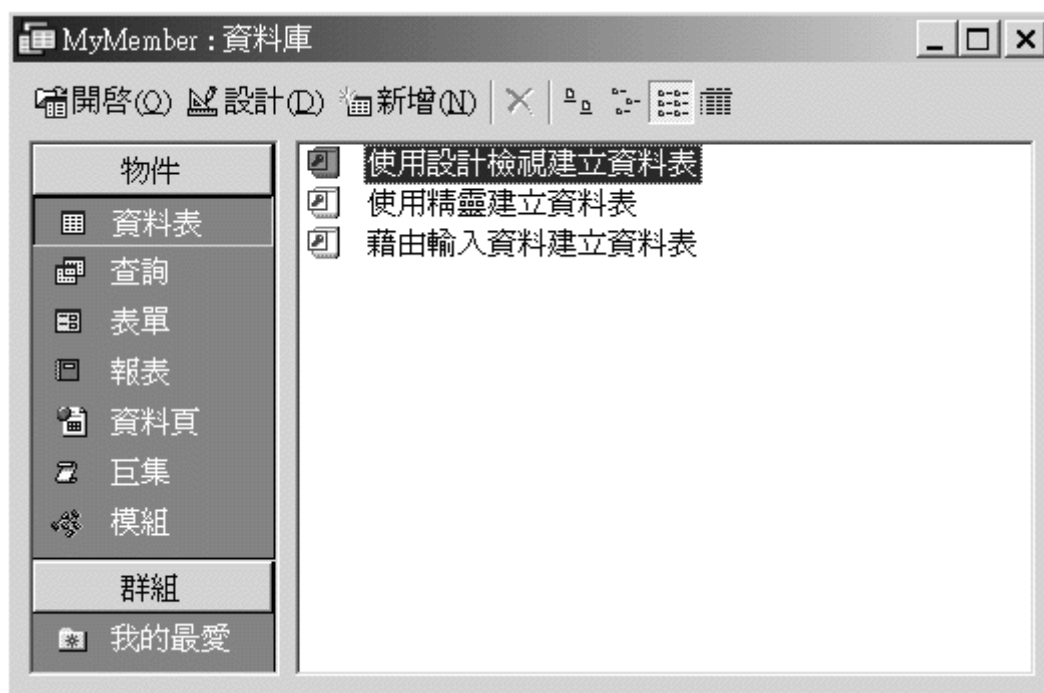 MyMember : 資料庫
開啓(O) 設計(D) 新增(N)
物件
資料表
查詢
表單
報表
資料頁
巨集
模組
群組
我的最愛
使用設計檢視建立資料表
使用精靈建立資料表
藉由輸入資料建立資料表